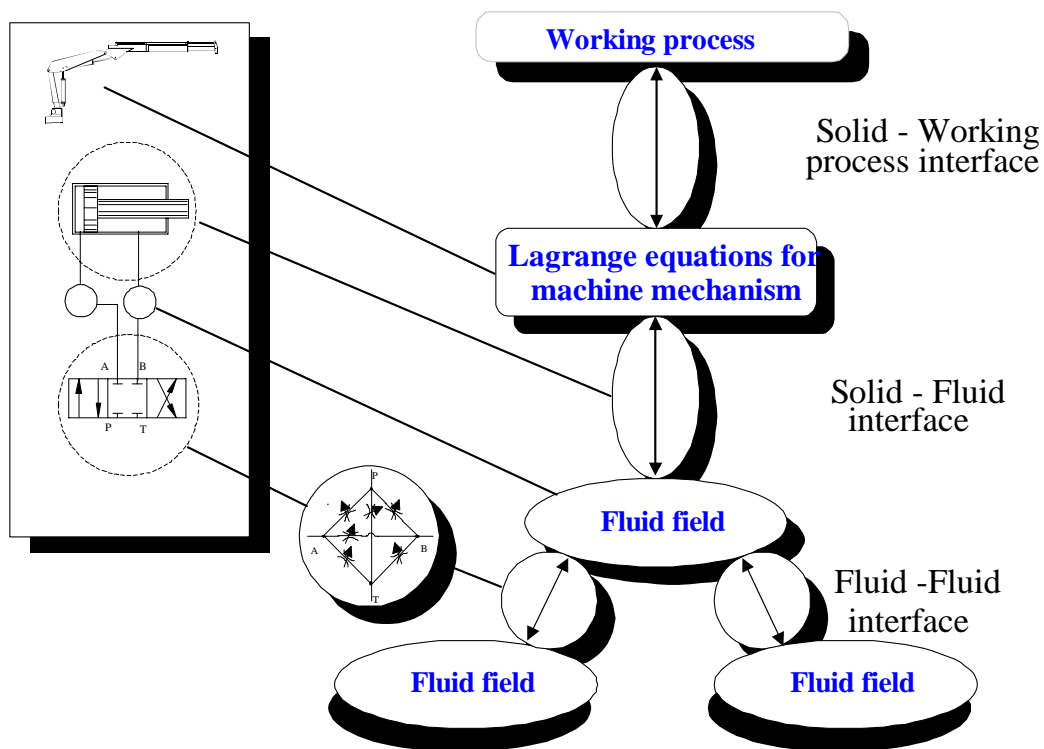 Working process
Solid - Working
process interface
Lagrange equations for
machine mechanism
Solid - Fluid
interface
A
B
P
T
P
A
B
T
Fluid field
Fluid -Fluid
interface
Fluid field
Fluid field